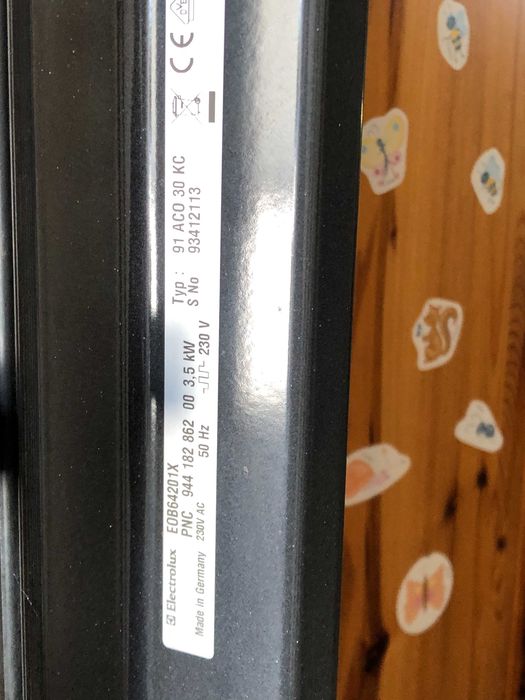 Electrolux EOB64201X
PNC 944 182 862 00 3,5 kW
Made in Germany 230V AC 50 Hz 230 V
Typ : 91 ACO 30 KC
S No 93412113
CE